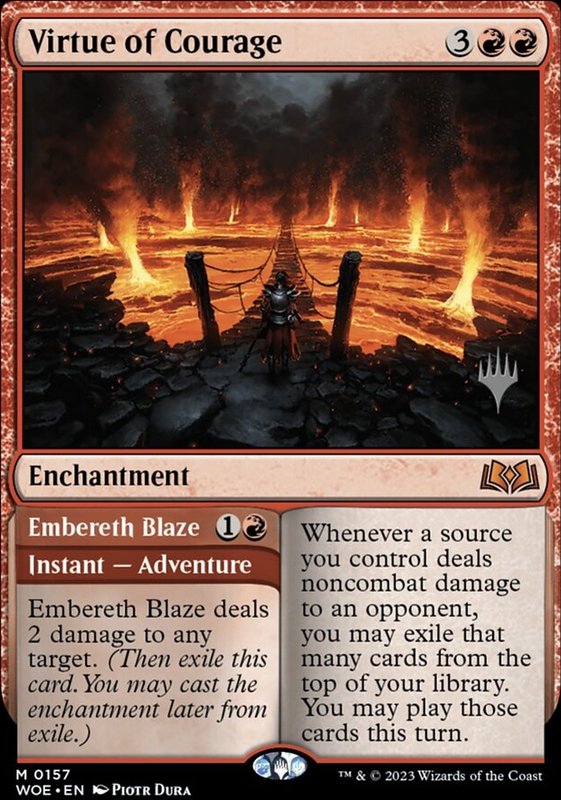 Virtue of Courage 3
Enchantment
Embereth Blaze 1
Instant — Adventure
Embereth Blaze deals
2 damage to any
target. (Then exile this
card. You may cast the
enchantment later from
exile.)
Whenever a source
you control deals
noncombat damage
to an opponent,
you may exile that
many cards from the
top of your library.
You may play those
cards this turn.
M 0157
WOE • EN Piotr Dura
™ & © 2023 Wizards of the Coast